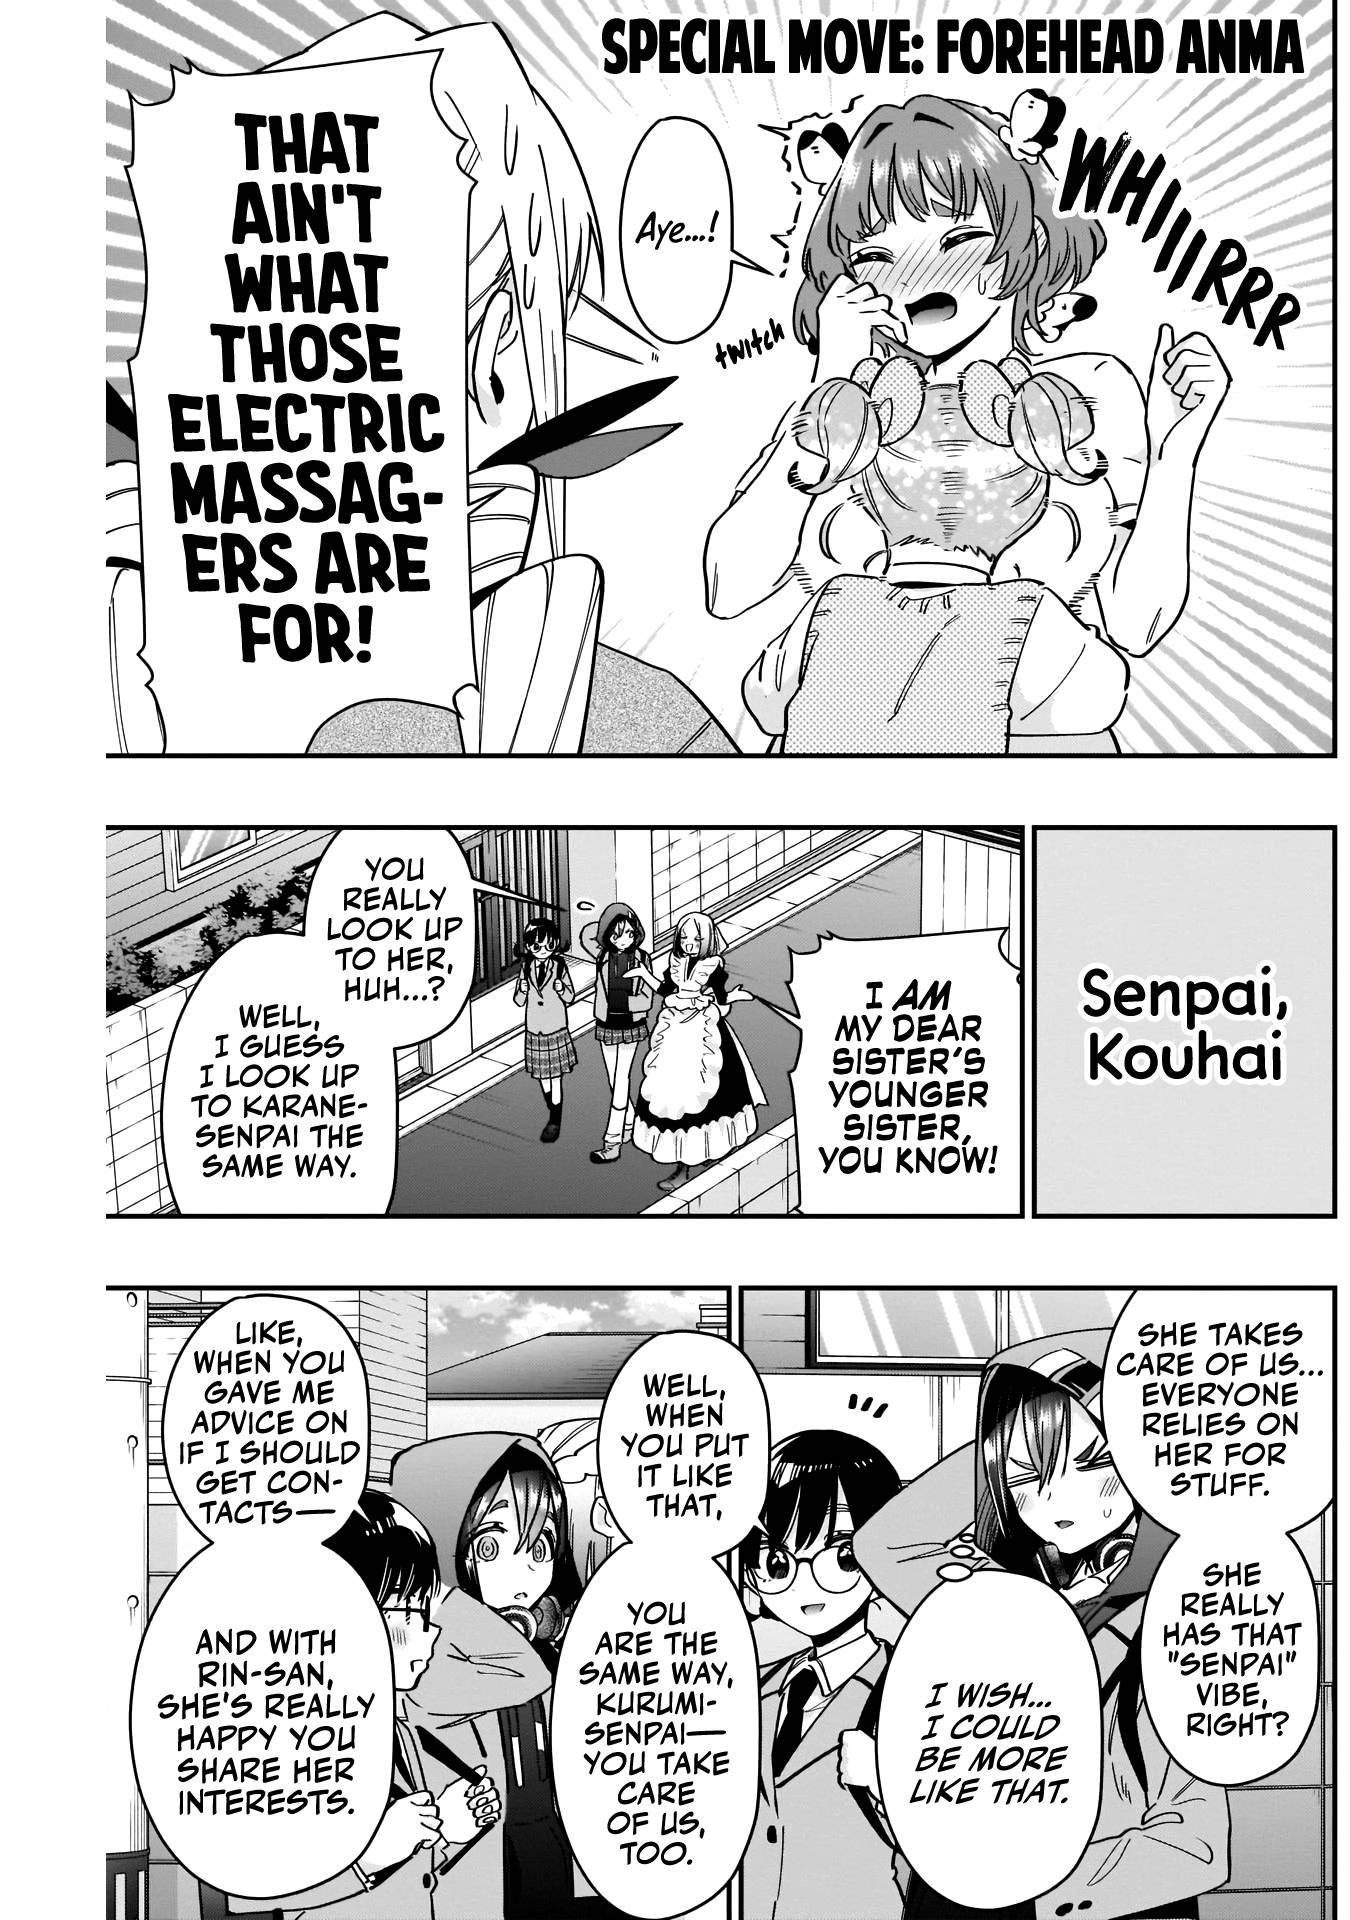 SPECIAL MOVE: FOREHEAD ANMA
WHIIIRRR
Aye...!
twitch
THAT
AIN'T
WHAT
THOSE
ELECTRIC
MASSAG-
ERS ARE
FOR!
Senpai,
Kouhai
I AM
MY DEAR
SISTER'S
YOUNGER
SISTER,
YOU KNOW!
YOU
REALLY
LOOK UP
TO HER,
HUH...?
WELL,
I GUESS
I LOOK UP
TO KARANE-
SENPAI THE
SAME WAY.
SHE TAKES
CARE OF US...
EVERYONE
RELIES ON
HER FOR
STUFF.
SHE
REALLY
HAS THAT
"SENPAI"
VIBE,
RIGHT?
I WISH...
I COULD
BE MORE
LIKE THAT.
WELL,
WHEN
YOU PUT
IT LIKE
THAT,
YOU
ARE THE
SAME WAY,
KURUMI-
SENPAI—
YOU TAKE
CARE
OF US,
TOO.
LIKE,
WHEN YOU
GAVE ME
ADVICE ON
IF I SHOULD
GET CON-
TACTS—
AND WITH
RIN-SAN,
SHE'S REALLY
HAPPY YOU
SHARE HER
INTERESTS.